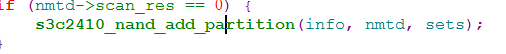 if (nmtd->scan_res == 0) {
s3c2410_nand_add_partition(info, nmtd, sets);
}